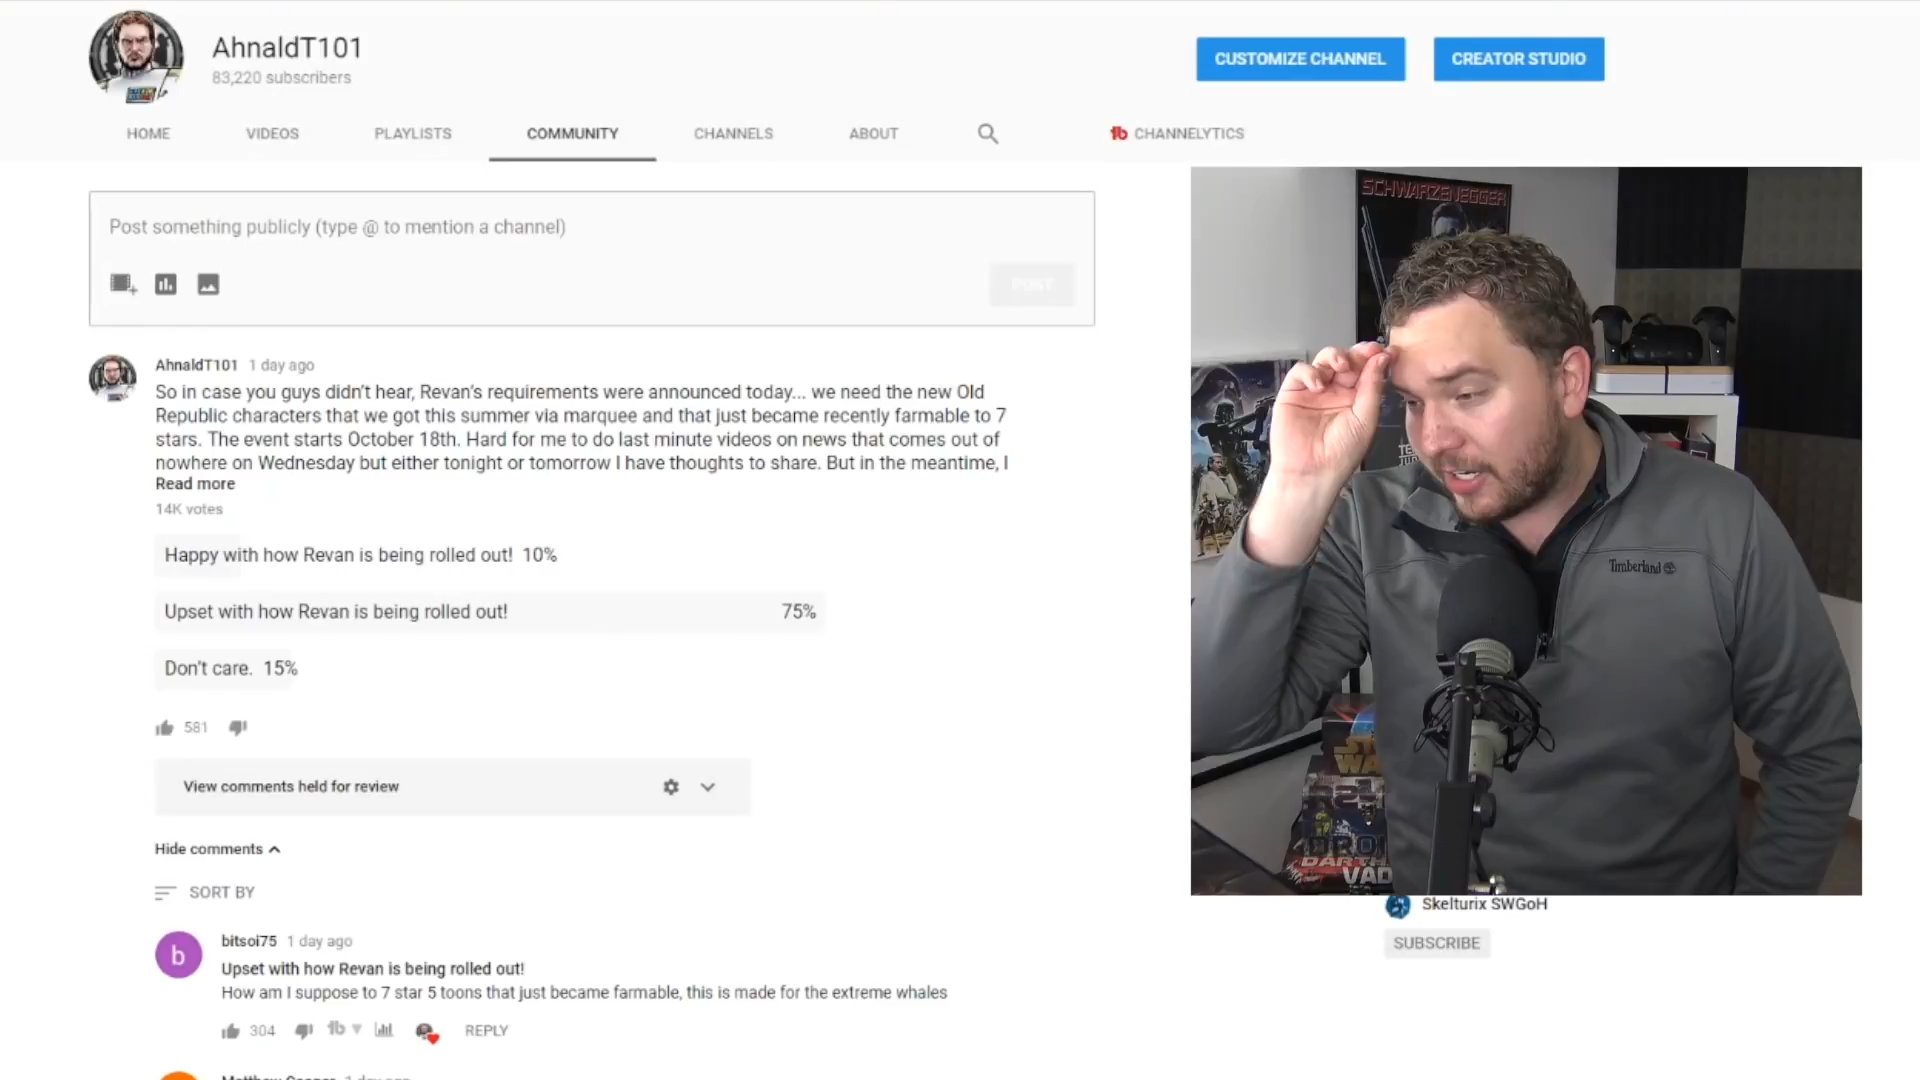 AhnaldT101
83,220 subscribers
CUSTOMIZE CHANNEL
CREATOR STUDIO
HOME
VIDEOS
PLAYLISTS
COMMUNITY
CHANNELS
ABOUT
CHANNELYTICS
Post something publicly (type @ to mention a channel)
POST
AhnaldT101 1 day ago
So in case you guys didn't hear, Revan's requirements were announced today... we need the new Old
Republic characters that we got this summer via marquee and that just became recently farmable to 7
stars. The event starts October 18th. Hard for me to do last minute videos on news that comes out of
nowhere on Wednesday but either tonight or tomorrow I have thoughts to share. But in the meantime, I
Read more
14K votes
Happy with how Revan is being rolled out! 10%
Upset with how Revan is being rolled out! 75%
Don't care. 15%
581
View comments held for review
Hide comments
SORT BY
b
bitsoi75 1 day ago
Upset with how Revan is being rolled out!
How am I suppose to 7 star 5 toons that just became farmable, this is made for the extreme whales
304
REPLY
SCHWARZENEGGER
Timberland
DARTH
VAD
Skelturix SWGoH
SUBSCRIBE